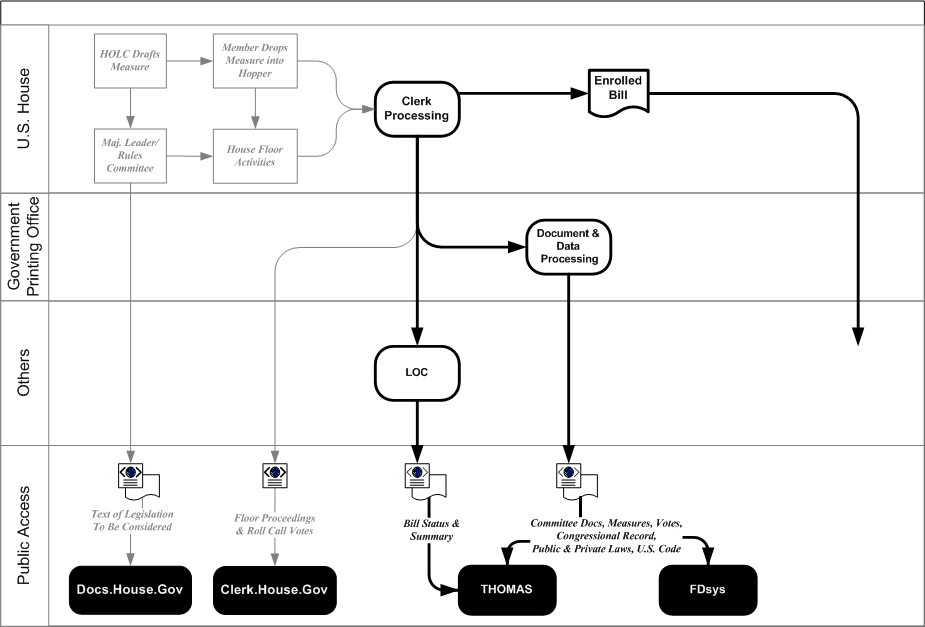 U.S. House
HOLC Drafts
Measure
Member Drops
Measure into
Hopper
Maj. Leader/
Rules
Committee
House Floor
Activities
Clerk
Processing
Enrolled
Bill
Government
Printing Office
Document &
Data
Processing
Others
LOC
Public Access
Text of Legislation
To Be Considered
Floor Proceedings
& Roll Call Votes
Bill Status &
Summary
Committee Docs, Measures, Votes,
Congressional Record,
Public & Private Laws, U.S. Code
Docs.House.Gov
Clerk.House.Gov
THOMAS
FDsys